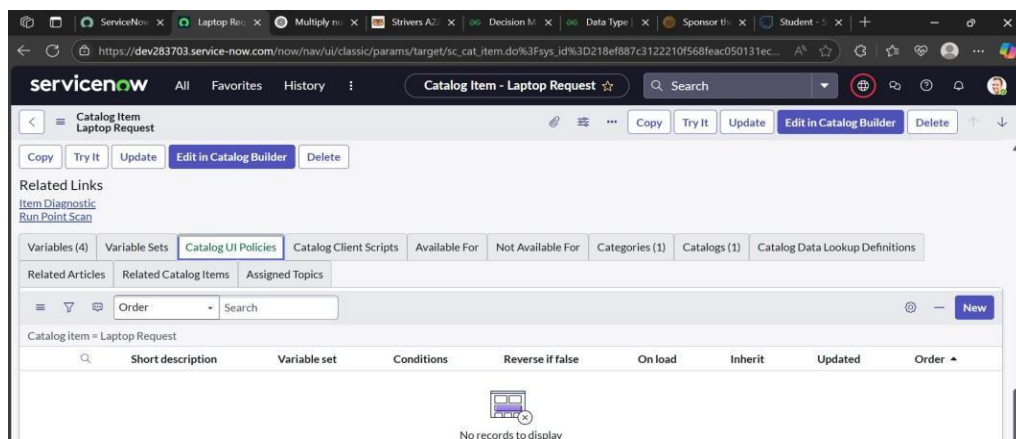 ServiceNow
Laptop Req
Multiply nu
Strivers A2Z
Decision M
Data Type
Sponsor th
Student - S
https://dev283703.service-now.com/now/nav/ui/classic/params/target/sc_cat_item.do%3Fsys_id%3D218ef887c3122210f568feac050131ec...
servicenow All Favorites History Catalog Item - Laptop Request Search
Catalog Item
Laptop Request
Copy Try It Update Edit in Catalog Builder Delete
Copy Try It Update Edit in Catalog Builder Delete
Related Links
Item Diagnostic
Run Point Scan
Variables (4) Variable Sets Catalog UI Policies Catalog Client Scripts Available For Not Available For Categories (1) Catalogs (1) Catalog Data Lookup Definitions
Related Articles Related Catalog Items Assigned Topics
Order Search New
Catalog item = Laptop Request
Short description Variable set Conditions Reverse if false On load Inherit Updated Order
No records to display